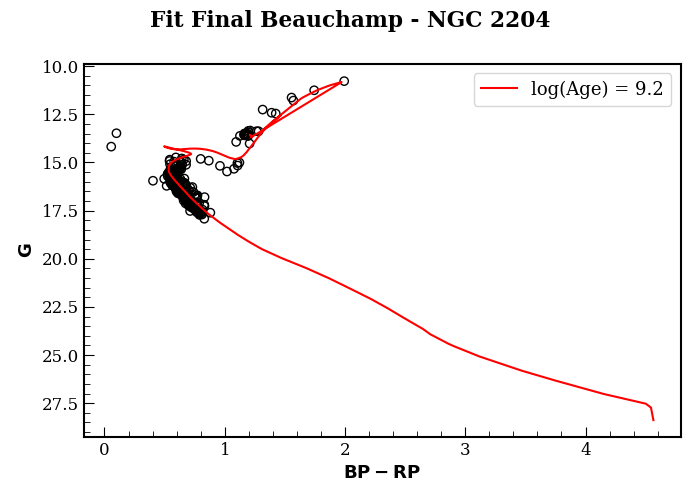 Fit Final Beauchamp - NGC 2204
log(Age) = 9.2
10.0
12.5
15.0
17.5
20.0
22.5
25.0
27.5
G
0 1 2 3 4
BP − RP